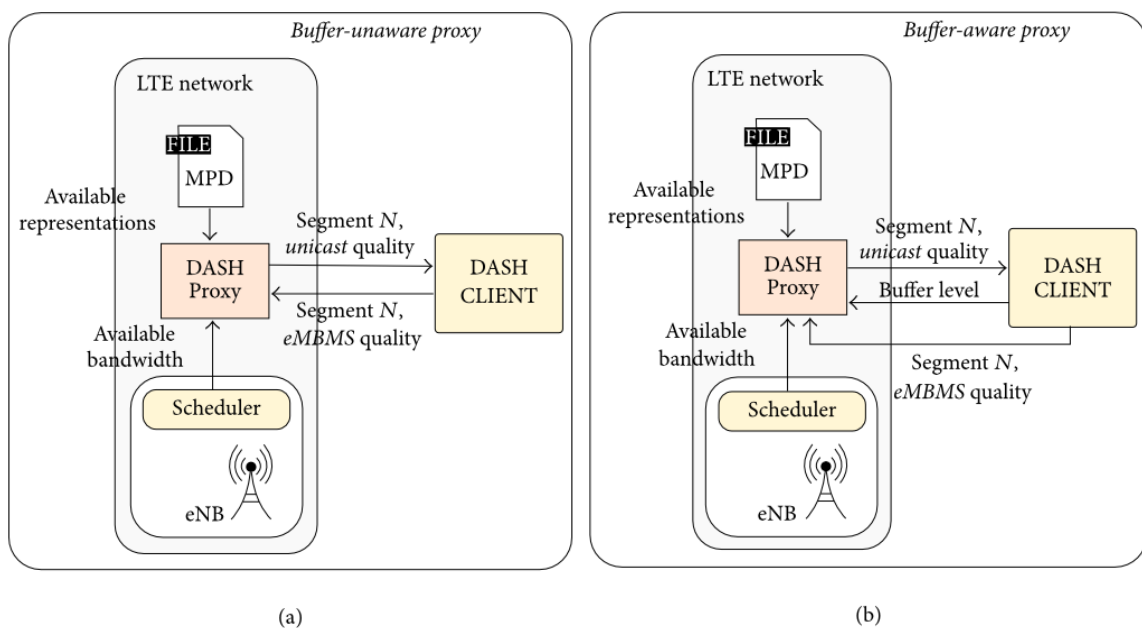 Buffer-unaware proxy
LTE network
FILE
MPD
Available
representations
Segment N,
unicast quality
DASH
Proxy
DASH
CLIENT
Segment N,
eMBMS quality
Available
bandwidth
Scheduler
eNB
(a)
Buffer-aware proxy
LTE network
FILE
MPD
Available
representations
Segment N,
unicast quality
DASH
Proxy
DASH
CLIENT
Buffer level
Available
bandwidth
Segment N,
eMBMS quality
Scheduler
eNB
(b)